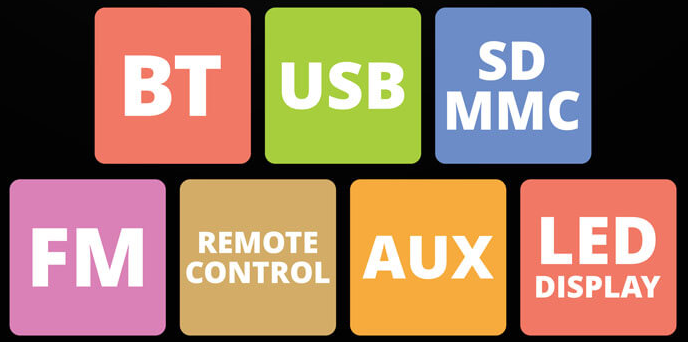 BT
USB
SD
MMC
FM
REMOTE
CONTROL
AUX
LED
DISPLAY